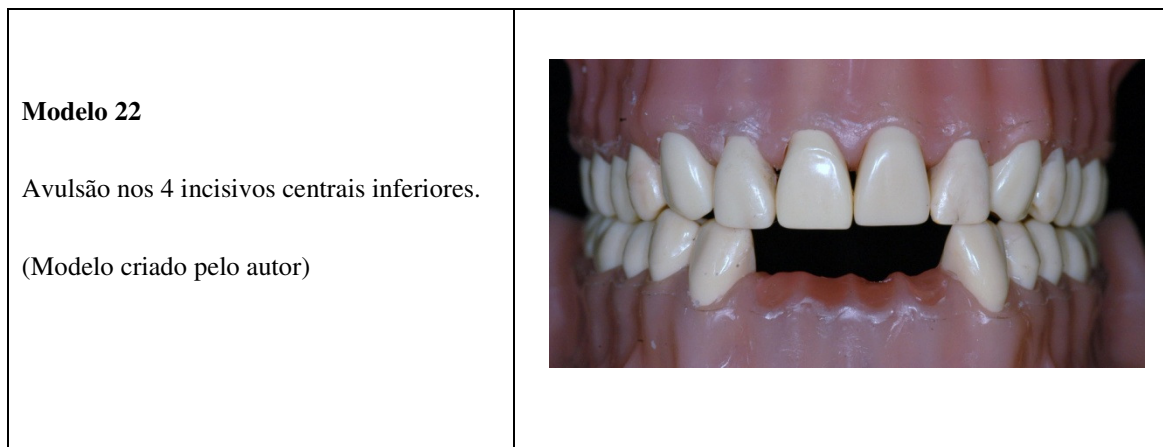 Modelo 22
Avulsão nos 4 incisivos centrais inferiores.
(Modelo criado pelo autor)